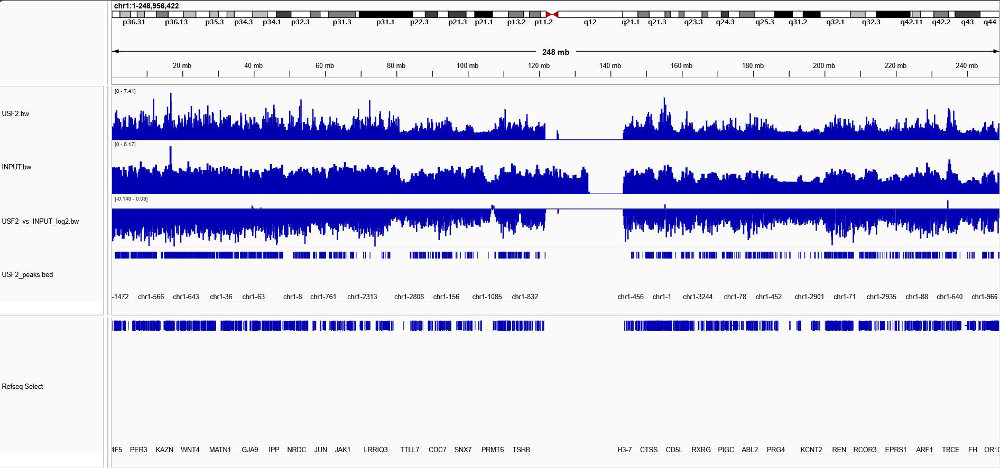 chr1:1-248,956,422
p36.31 p36.13 p35.3 p34.3 p34.1 p32.3 p31.3 p31.1 p22.3 p21.3 p21.1 p13.2 p11.2 q12 q21.1 q21.3 q23.3 q24.3 q25.3 q31.2 q32.1 q32.3 q42.11 q42.2 q43 q44
248 mb
20 mb 40 mb 60 mb 80 mb 100 mb 120 mb 140 mb 160 mb 180 mb 200 mb 220 mb 240 mb
[0 - 7.41]
USF2.bw
[0 - 5.17]
INPUT.bw
[-0.143 - 0.03]
USF2_vs_INPUT_log2.bw
USF2_peaks.bed
-1472 chr1-566 chr1-643 chr1-36 chr1-63 chr1-8 chr1-761 chr1-2313 chr1-2808 chr1-156 chr1-1085 chr1-832 chr1-456 chr1-1 chr1-3244 chr1-78 chr1-452 chr1-2901 chr1-71 chr1-2935 chr1-88 chr1-640 chr1-966
Refseq Select
4F5 PER3 KAZN WNT4 MATN1 GJA9 IPP NRDC JUN JAK1 LRRIQ3 TTLL7 CDC7 SNX7 PRMT6 TSHB H3-7 CTSS CD5L RXRG PIGC ABL2 PRG4 KCNT2 REN RCOR3 EPRS1 ARF1 TBCE FH